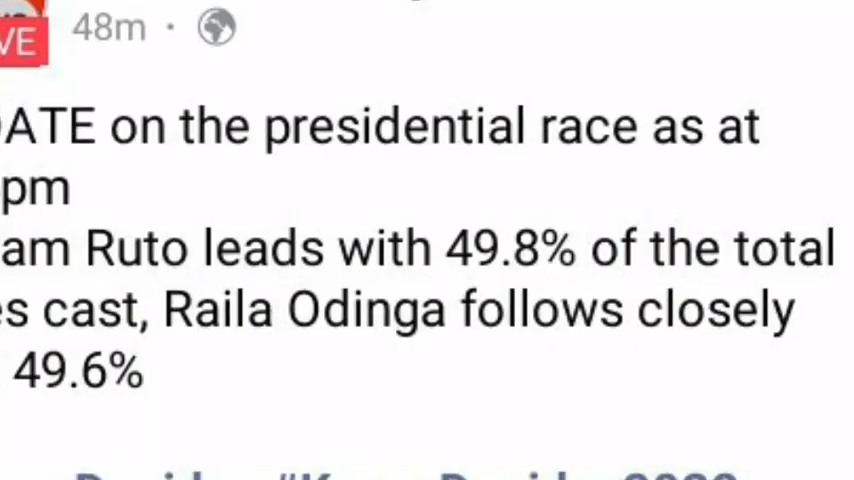 VE 48m ·
ATE on the presidential race as at
pm
am Ruto leads with 49.8% of the total
es cast, Raila Odinga follows closely
49.6%